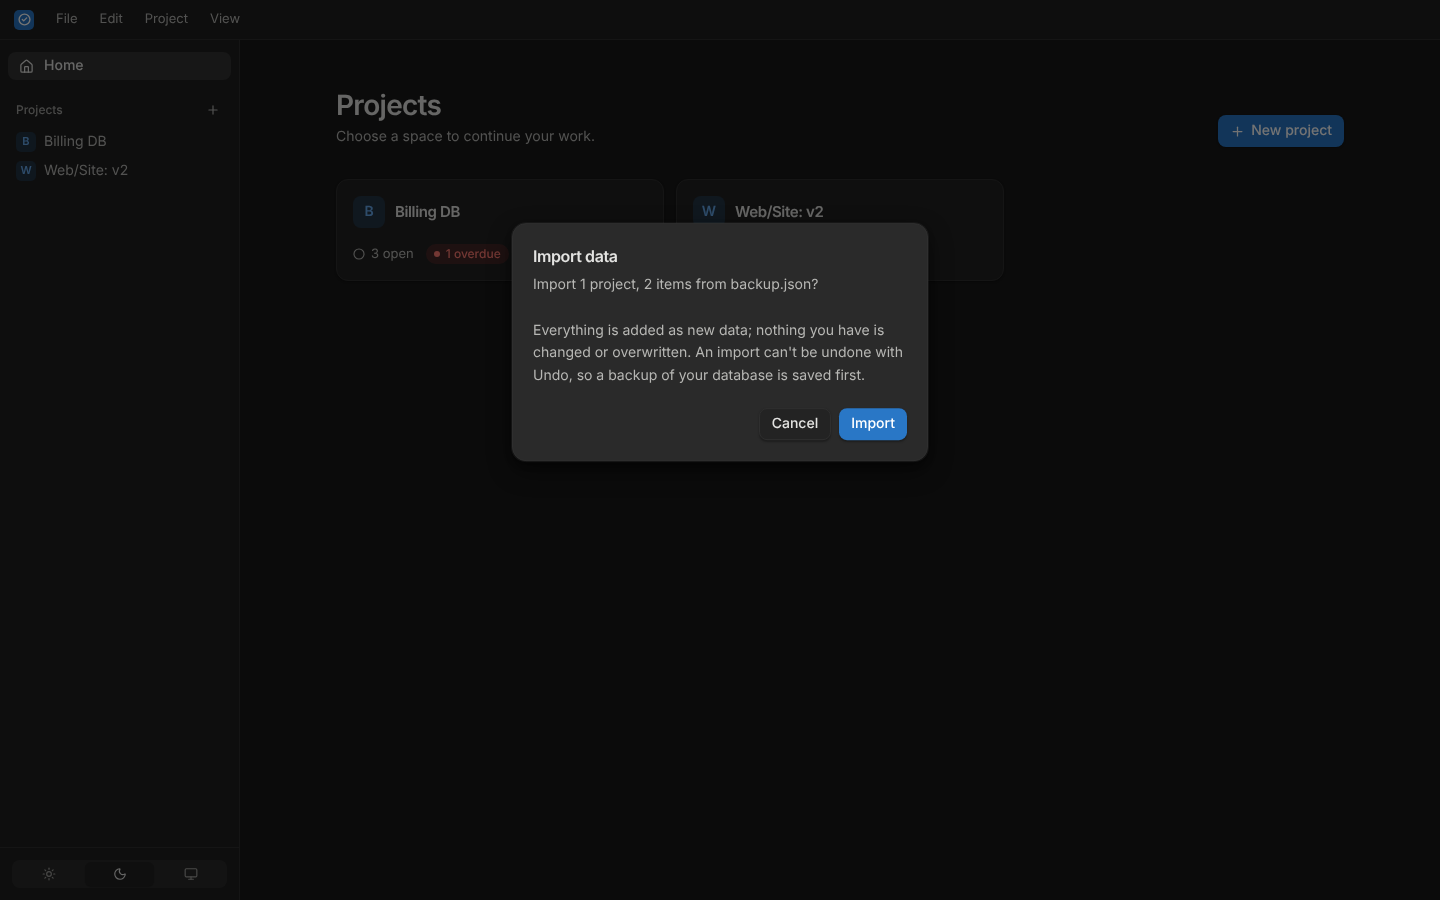 File Edit Project View
Home
Projects
B Billing DB
W Web/Site: v2
Projects
Choose a space to continue your work.
New project
B Billing DB
3 open 1 overdue
W Web/Site: v2
Import data
Import 1 project, 2 items from backup.json?
Everything is added as new data; nothing you have is
changed or overwritten. An import can't be undone with
Undo, so a backup of your database is saved first.
Cancel Import